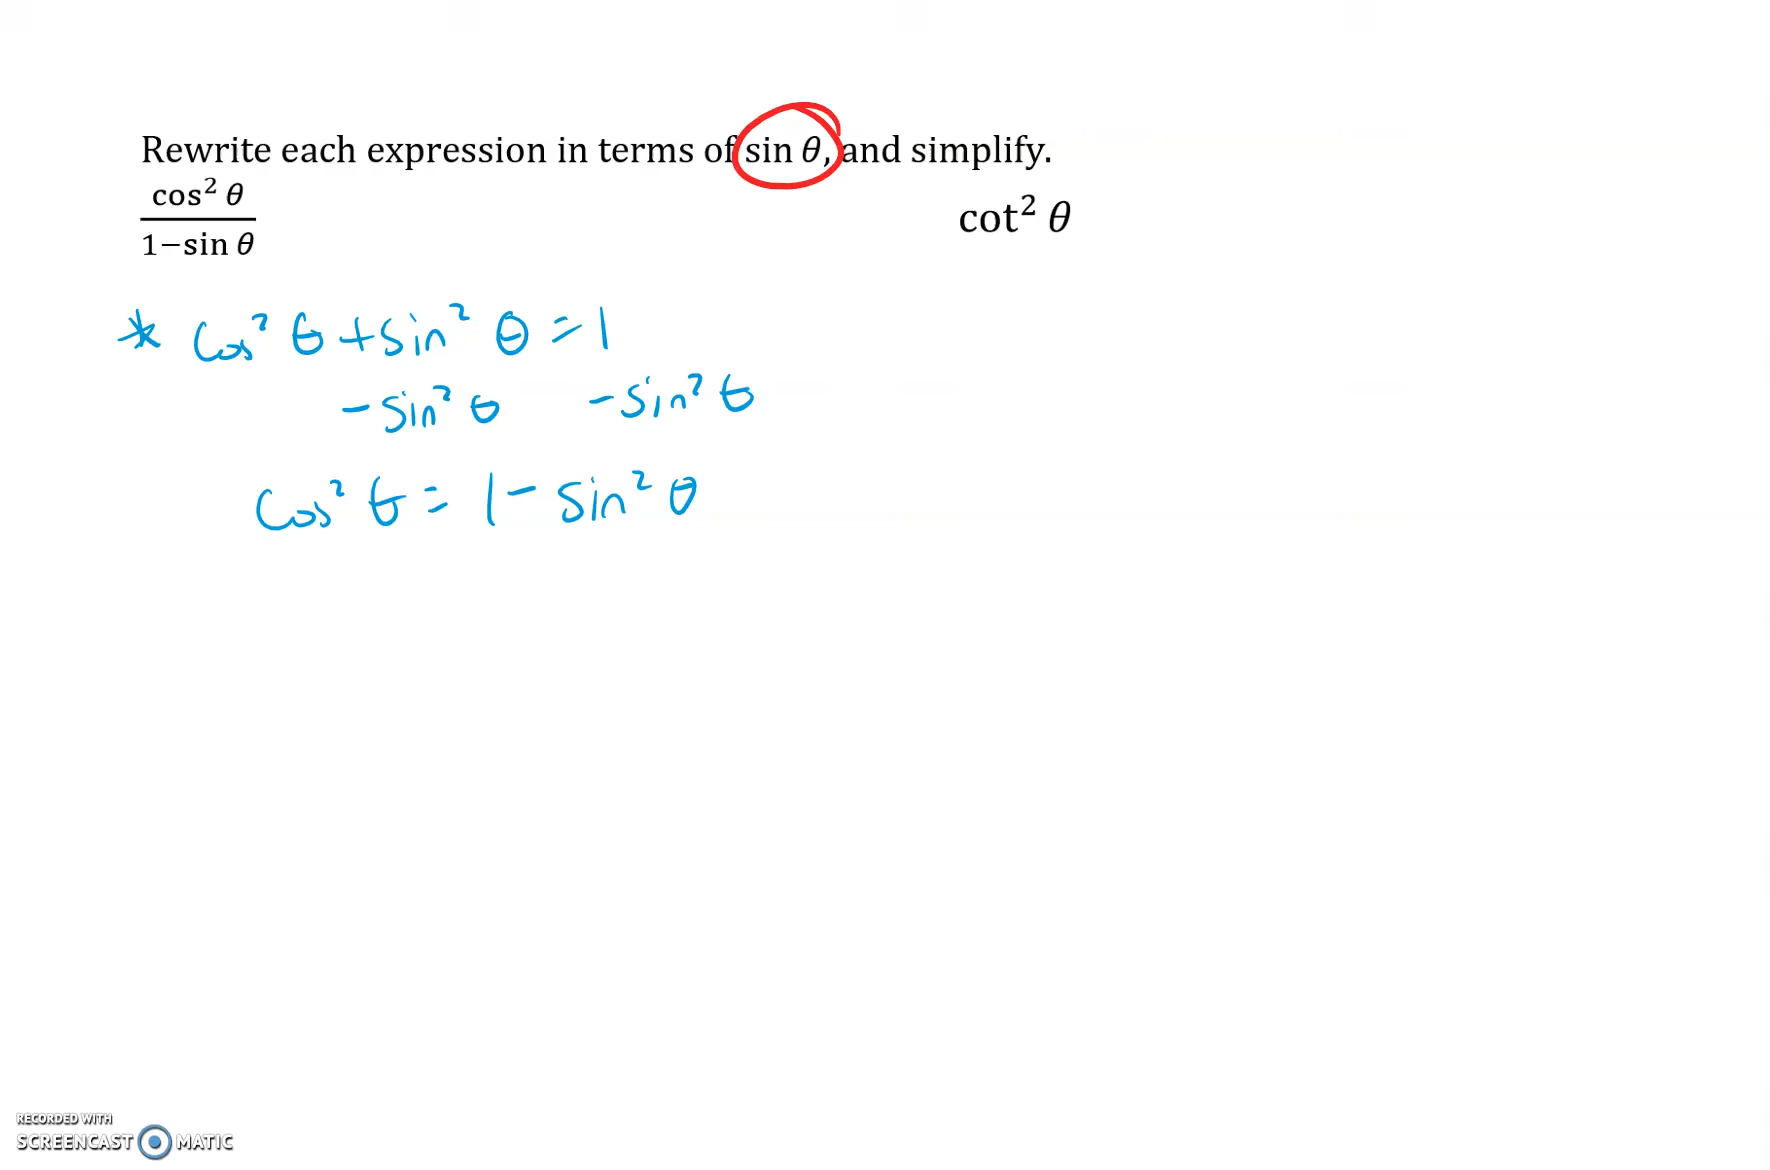 Rewrite each expression in terms of sin θ, and simplify.
cos² θ
1−sin θ
cot² θ
* cos² θ + sin² θ = 1
− sin² θ − sin² θ
cos² θ = 1 − sin² θ
RECORDED WITH
SCREENCAST MATIC